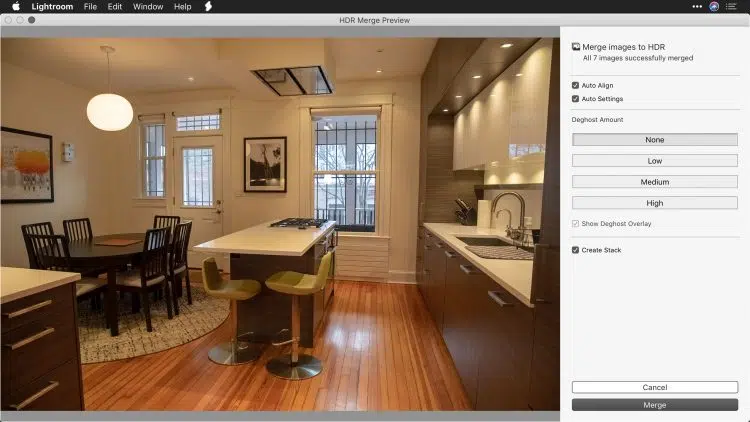 Lightroom File Edit Window Help
HDR Merge Preview
Merge images to HDR
All 7 images successfully merged
Auto Align
Auto Settings
Deghost Amount
None
Low
Medium
High
Show Deghost Overlay
Create Stack
Cancel
Merge